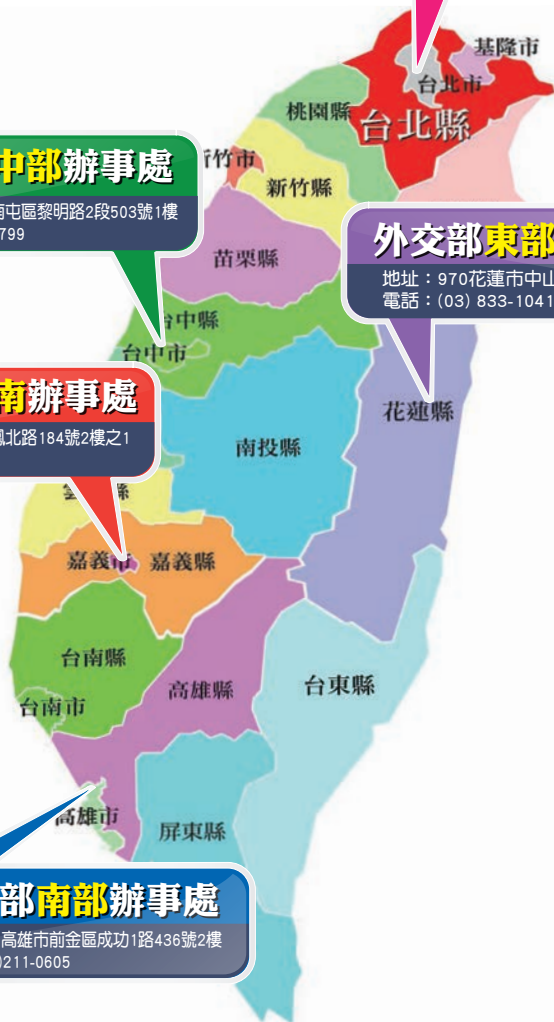 基隆市
台北市
桃園縣
台北縣
竹市
新竹縣
中部辦事處
屯區黎明路2段503號1樓
799
苗栗縣
外交部東部
地址：970花蓮市中山
電話：(03) 833-1041
台中縣
台中市
南辦事處
北路184號2樓之1
花蓮縣
南投縣
縣
嘉義市
嘉義縣
台南縣
台南市
高雄縣
台東縣
高雄市
屏東縣
部南部辦事處
高雄市前金區成功1路436號2樓
)211-0605